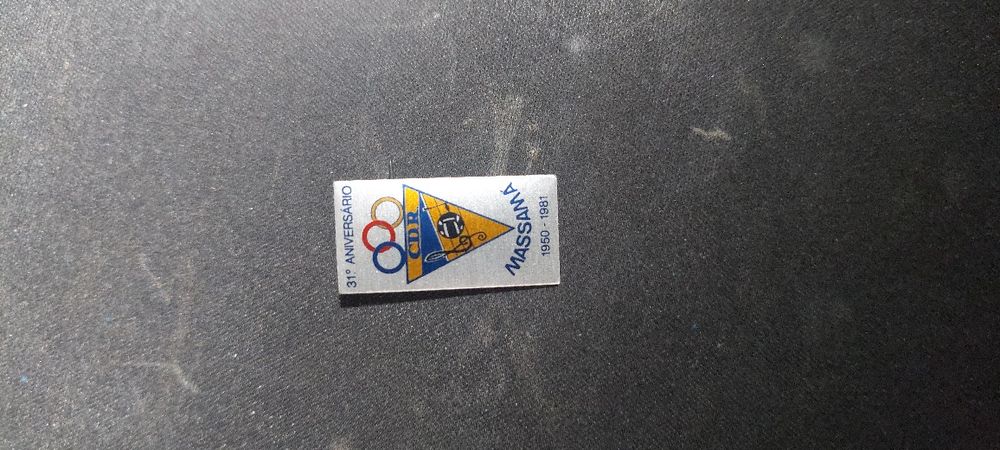 31º ANIVERSÁRIO
CDR
MASSAMÁ
1950 - 1981